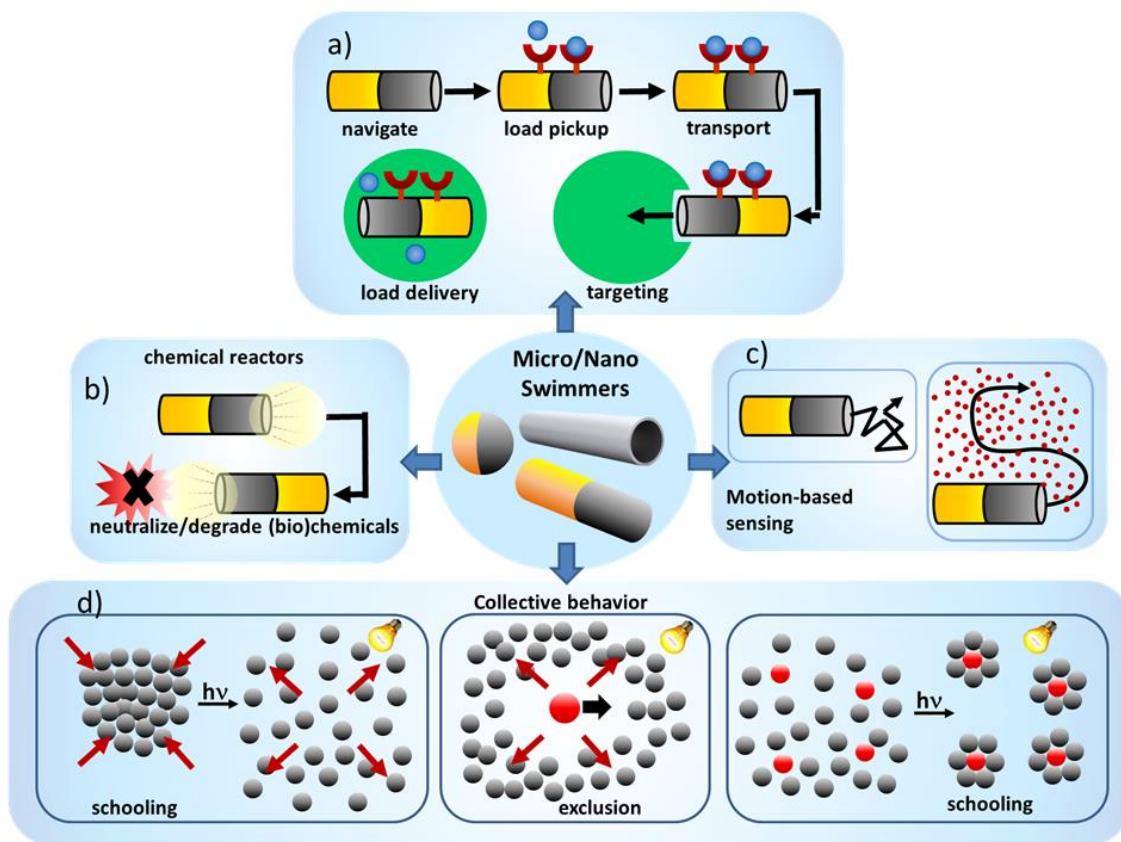 a)
navigate
load pickup
transport
load delivery
targeting
chemical reactors
b)
neutralize/degrade (bio)chemicals
Micro/Nano
Swimmers
c)
Motion-based
sensing
d)
Collective behavior
hν
schooling
exclusion
hν
schooling